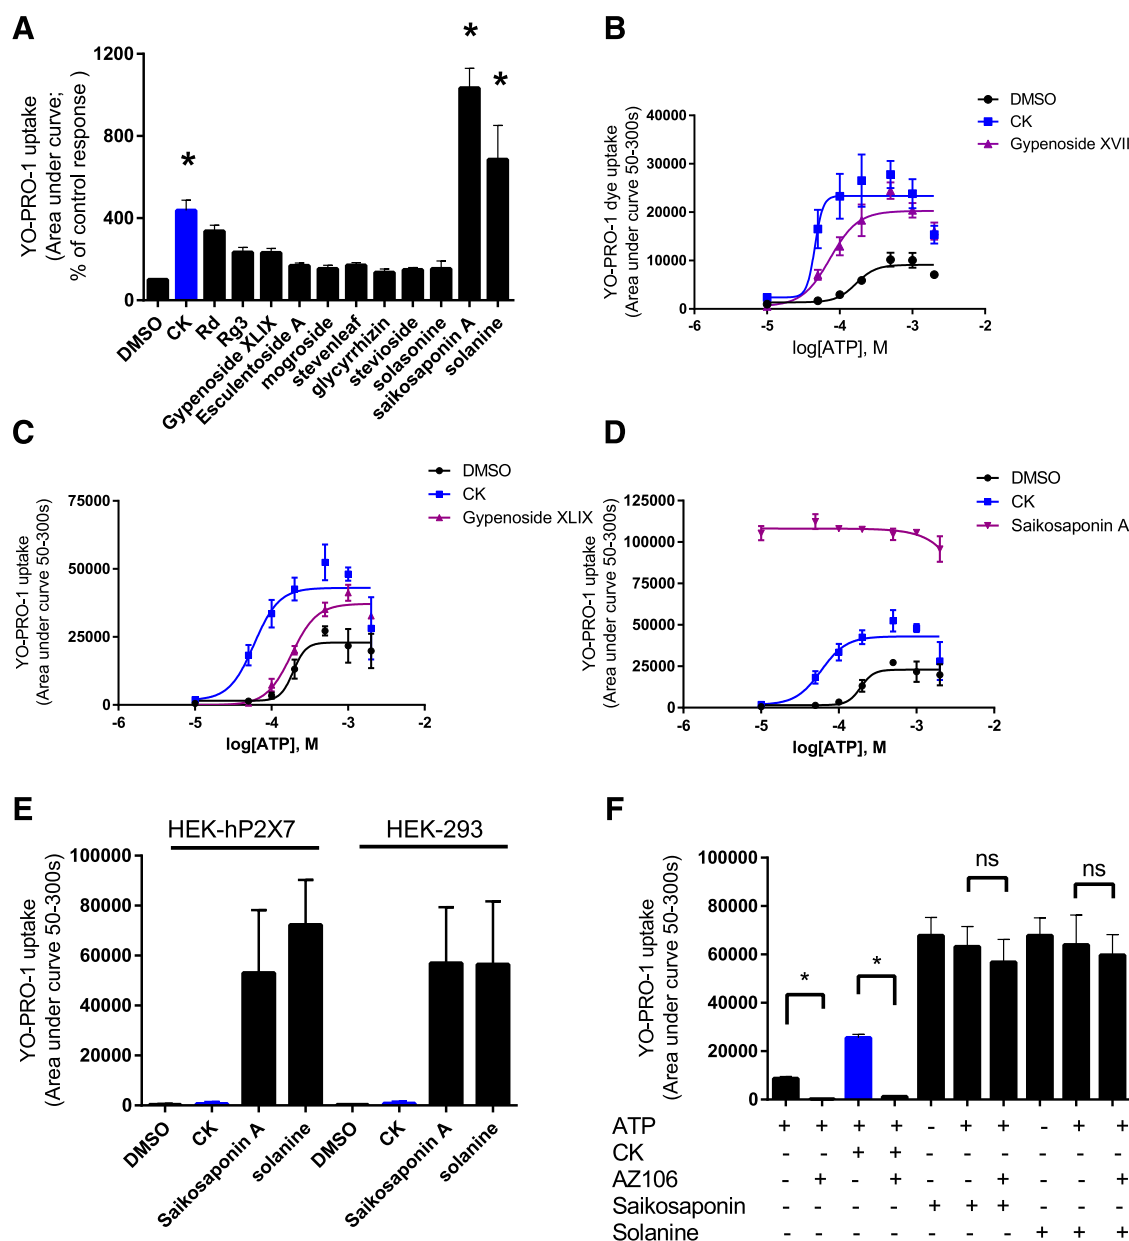 A
YO-PRO-1 uptake
(Area under curve;
% of control response )
1200
800
400
0
*
*
*
DMSO
CK
Rd
Rg3
Gypenoside XLIX
Esculentoside A
mogroside
stevenleaf
glycyrrhizin
stevioside
solasonine
saikosaponin A
solanine
B
DMSO
CK
Gypenoside XVII
YO-PRO-1 dye uptake
(Area under curve 50-300s)
40000
30000
20000
10000
0
-6
-5
-4
-3
-2
log[ATP], M
C
DMSO
CK
Gypenoside XLIX
YO-PRO-1 uptake
(Area under curve 50-300s)
75000
50000
25000
0
-6
-5
-4
-3
-2
log[ATP], M
D
DMSO
CK
Saikosaponin A
YO-PRO-1 uptake
(Area under curve 50-300s)
125000
100000
75000
50000
25000
0
-6
-5
-4
-3
-2
log[ATP], M
E
HEK-hP2X7
HEK-293
YO-PRO-1 uptake
(Area under curve 50-300s)
100000
80000
60000
40000
20000
0
DMSO
CK
Saikosaponin A
solanine
DMSO
CK
Saikosaponin A
solanine
F
YO-PRO-1 uptake
(Area under curve 50-300s)
100000
80000
60000
40000
20000
0
*
*
ns
ns
ATP + + + + - + + - + +
CK - - + + - - - - - -
AZ106 - + - + - - + - - +
Saikosaponin - - - - + + + - - -
Solanine - - - - - - - + + +